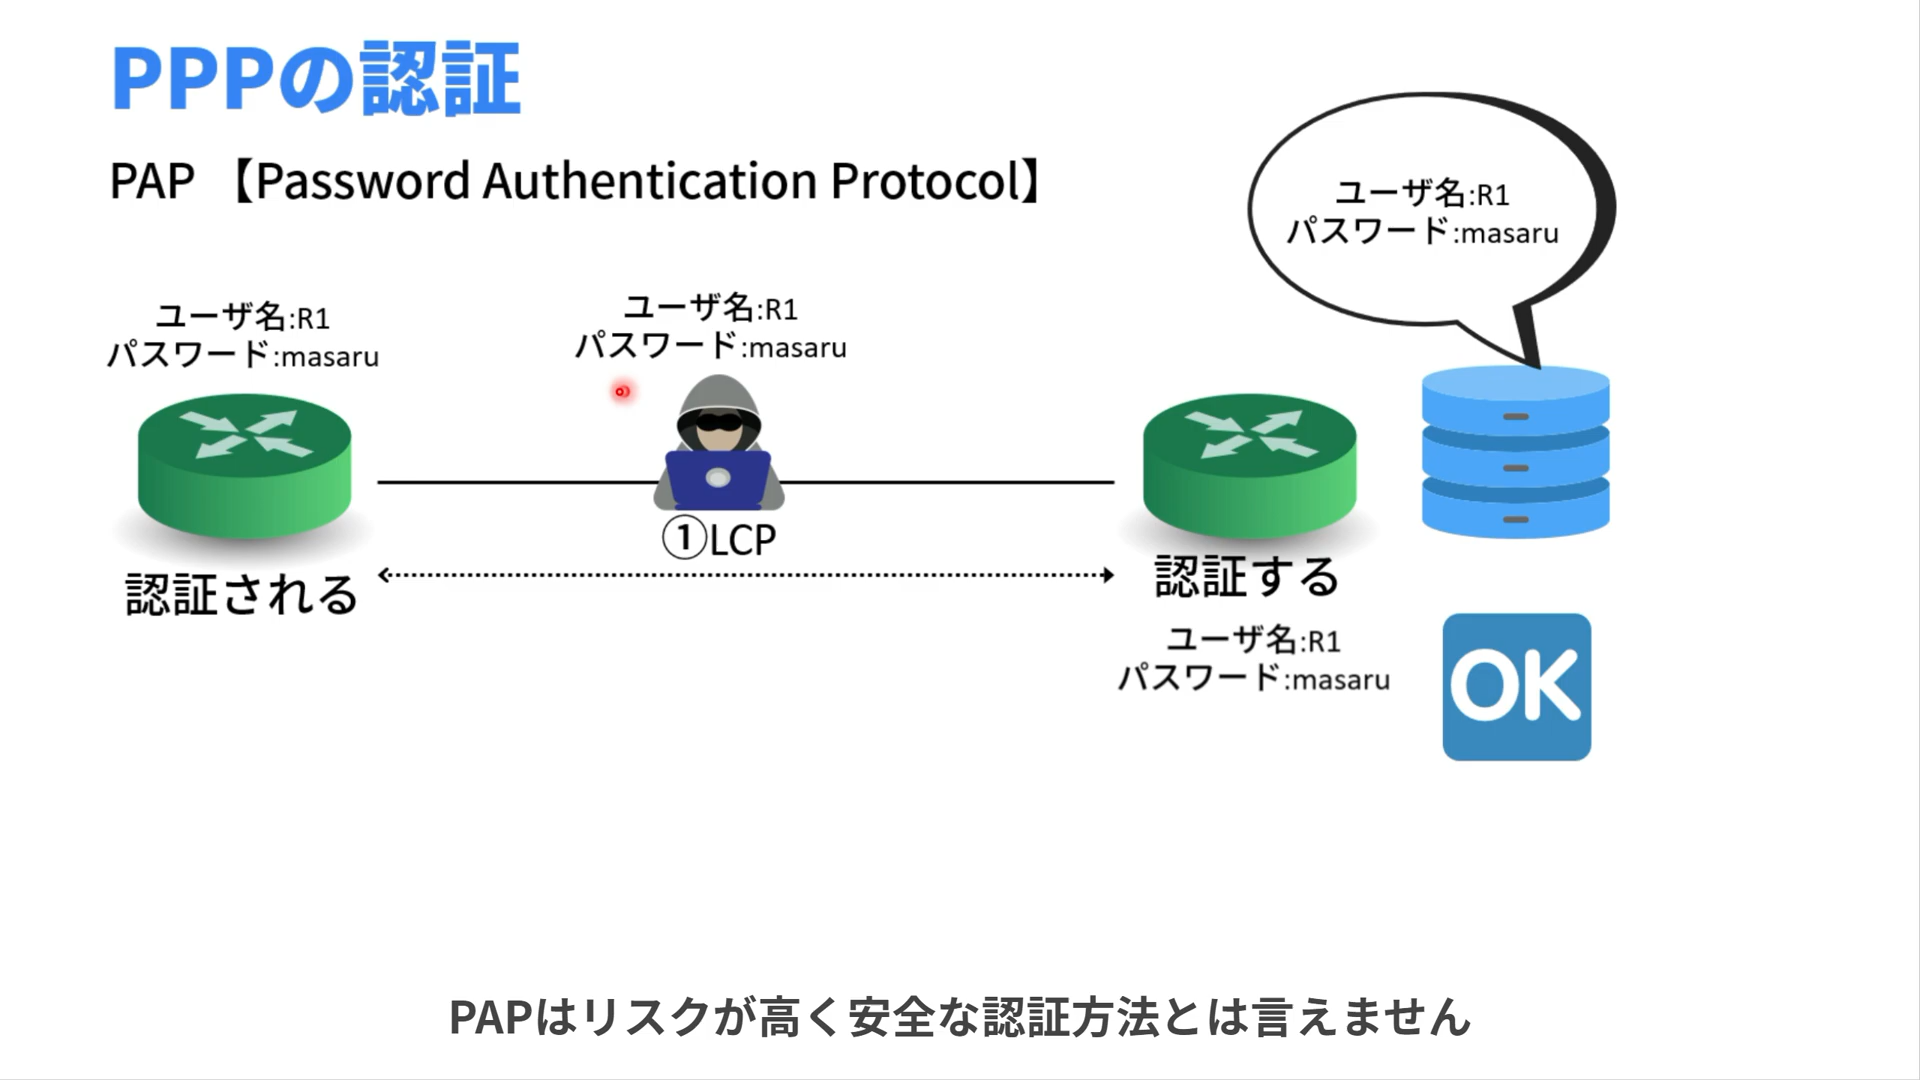 PPPの認証
PAP 【Password Authentication Protocol】
ユーザ名:R1
パスワード:masaru
ユーザ名:R1
パスワード:masaru
ユーザ名:R1
パスワード:masaru
①LCP
認証される
認証する
ユーザ名:R1
パスワード:masaru
OK
PAPはリスクが高く安全な認証方法とは言えません